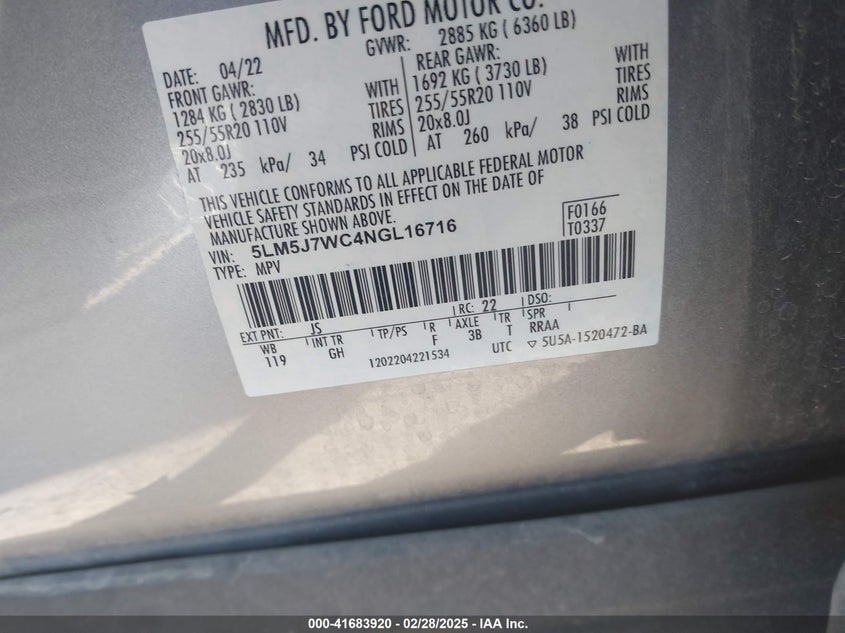 MFD. BY FORD MOTOR CO.
DATE: 04/22 GVWR: 2885 KG ( 6360 LB)
FRONT GAWR: REAR GAWR:
1284 KG ( 2830 LB) WITH 1692 KG ( 3730 LB) WITH
255/55R20 110V TIRES 255/55R20 110V TIRES
20x8.0J RIMS 20x8.0J RIMS
AT 235 kPa/ 34 PSI COLD AT 260 kPa/ 38 PSI COLD
THIS VEHICLE CONFORMS TO ALL APPLICABLE FEDERAL MOTOR
VEHICLE SAFETY STANDARDS IN EFFECT ON THE DATE OF
MANUFACTURE SHOWN ABOVE.
VIN: 5LM5J7WC4NGL16716 F0166
TYPE: MPV T0337
EXT PNT: JS RC: 22 DSO:
WB INT TR TP/PS R AXLE TR SPR
119 GH F 3B T RRAA
1202204221534 UTC ▽ 5U5A-1520472-BA
000-41683920 - 02/28/2025 - IAA Inc.